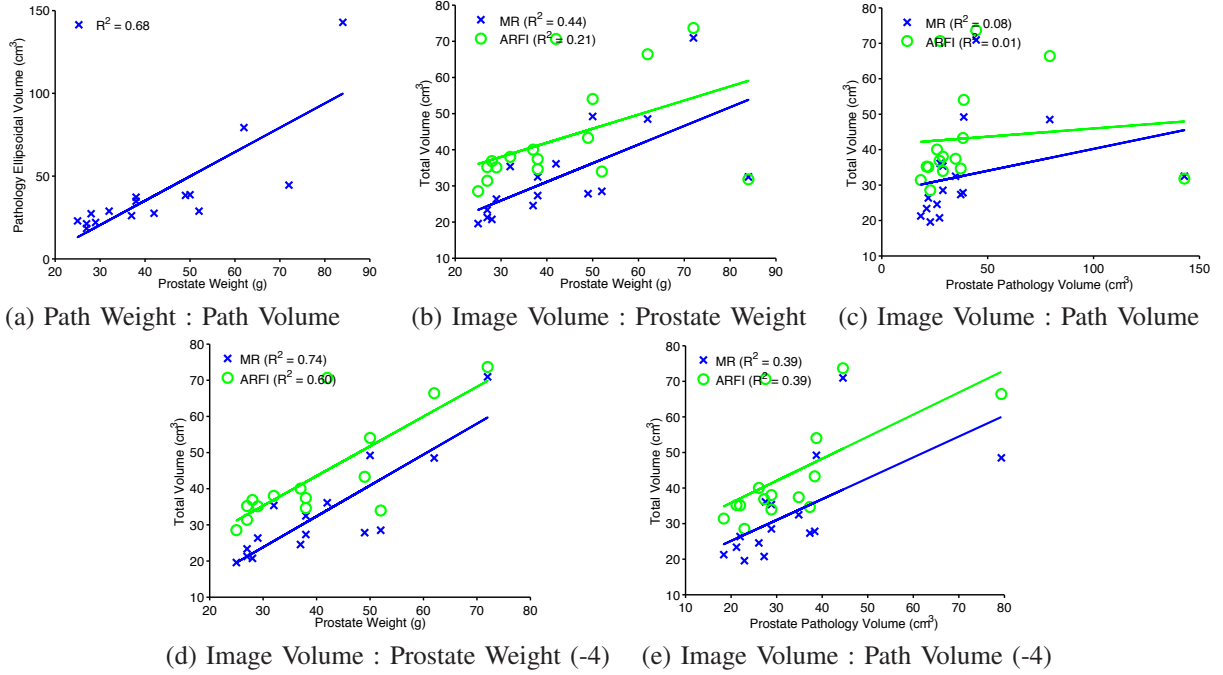 150
100
50
0
20 30 40 50 60 70 80 90
Pathology Ellipsoidal Volume (cm³)
Prostate Weight (g)
R² = 0.68
(a) Path Weight : Path Volume
80
70
60
50
40
30
20
10
20 30 40 50 60 70 80 90
Total Volume (cm³)
Prostate Weight (g)
MR (R² = 0.44)
ARFI (R² = 0.21)
(b) Image Volume : Prostate Weight
80
70
60
50
40
30
20
10
0 50 100 150
Total Volume (cm³)
Prostate Pathology Volume (cm³)
MR (R² = 0.08)
ARFI (R² = 0.01)
(c) Image Volume : Path Volume
80
70
60
50
40
30
20
10
20 30 40 50 60 70 80
Total Volume (cm³)
Prostate Weight (g)
MR (R² = 0.74)
ARFI (R² = 0.60)
(d) Image Volume : Prostate Weight (-4)
80
70
60
50
40
30
20
10
10 20 30 40 50 60 70 80
Total Volume (cm³)
Prostate Pathology Volume (cm³)
MR (R² = 0.39)
ARFI (R² = 0.39)
(e) Image Volume : Path Volume (-4)